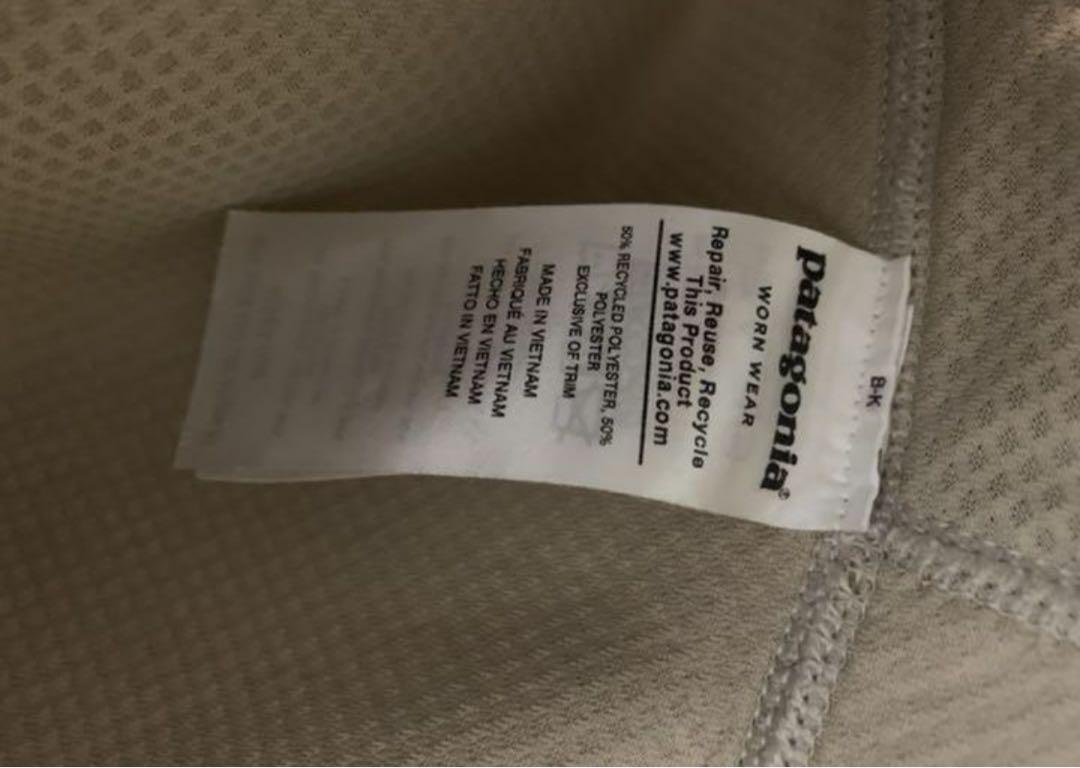 B-K
patagonia®
WORN WEAR
Repair, Reuse, Recycle
This Product
www.patagonia.com
50% RECYCLED POLYESTER, 50%
POLYESTER
EXCLUSIVE OF TRIM
MADE IN VIETNAM
FABRIQUÉ AU VIETNAM
HECHO EN VIETNAM
FATTO IN VIETNAM